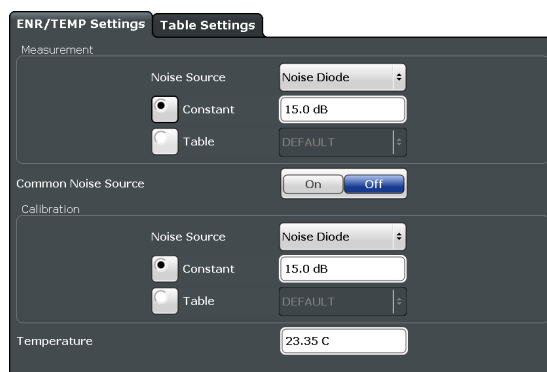 ENR/TEMP Settings Table Settings
Measurement
Noise Source Noise Diode
Constant 15.0 dB
Table DEFAULT
Common Noise Source On Off
Calibration
Noise Source Noise Diode
Constant 15.0 dB
Table DEFAULT
Temperature 23.35 C